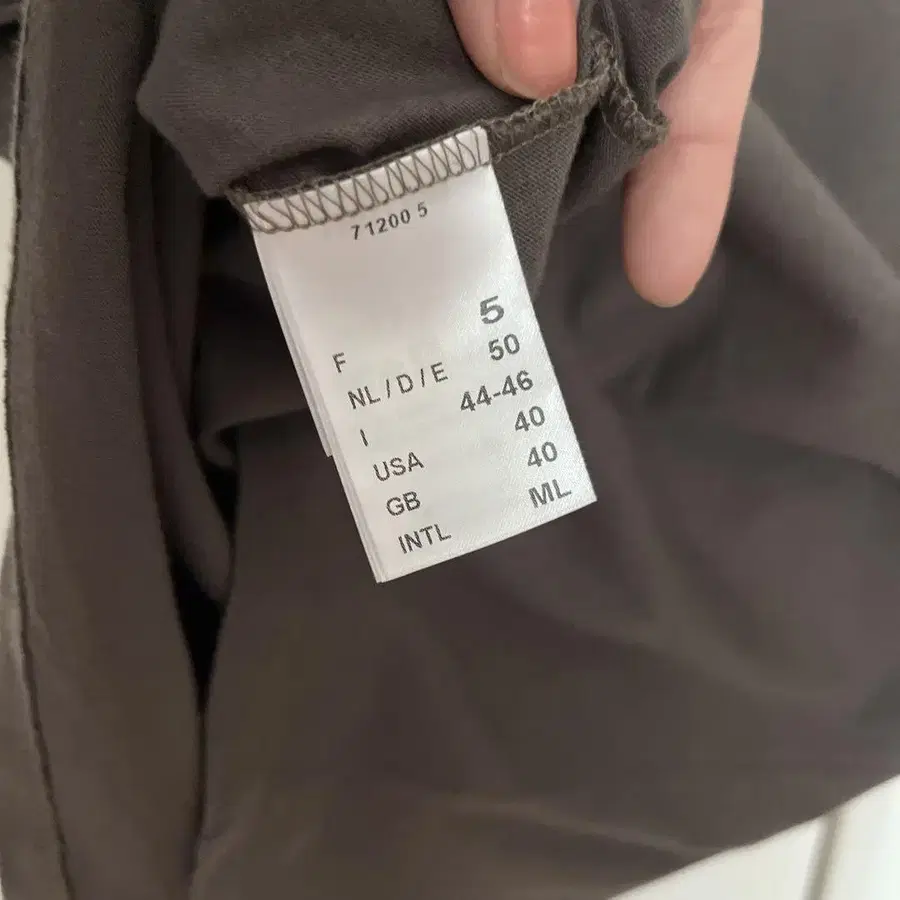 71200 5
F 5
NL / D / E 50
I 44-46
USA 40
GB 40
INTL ML